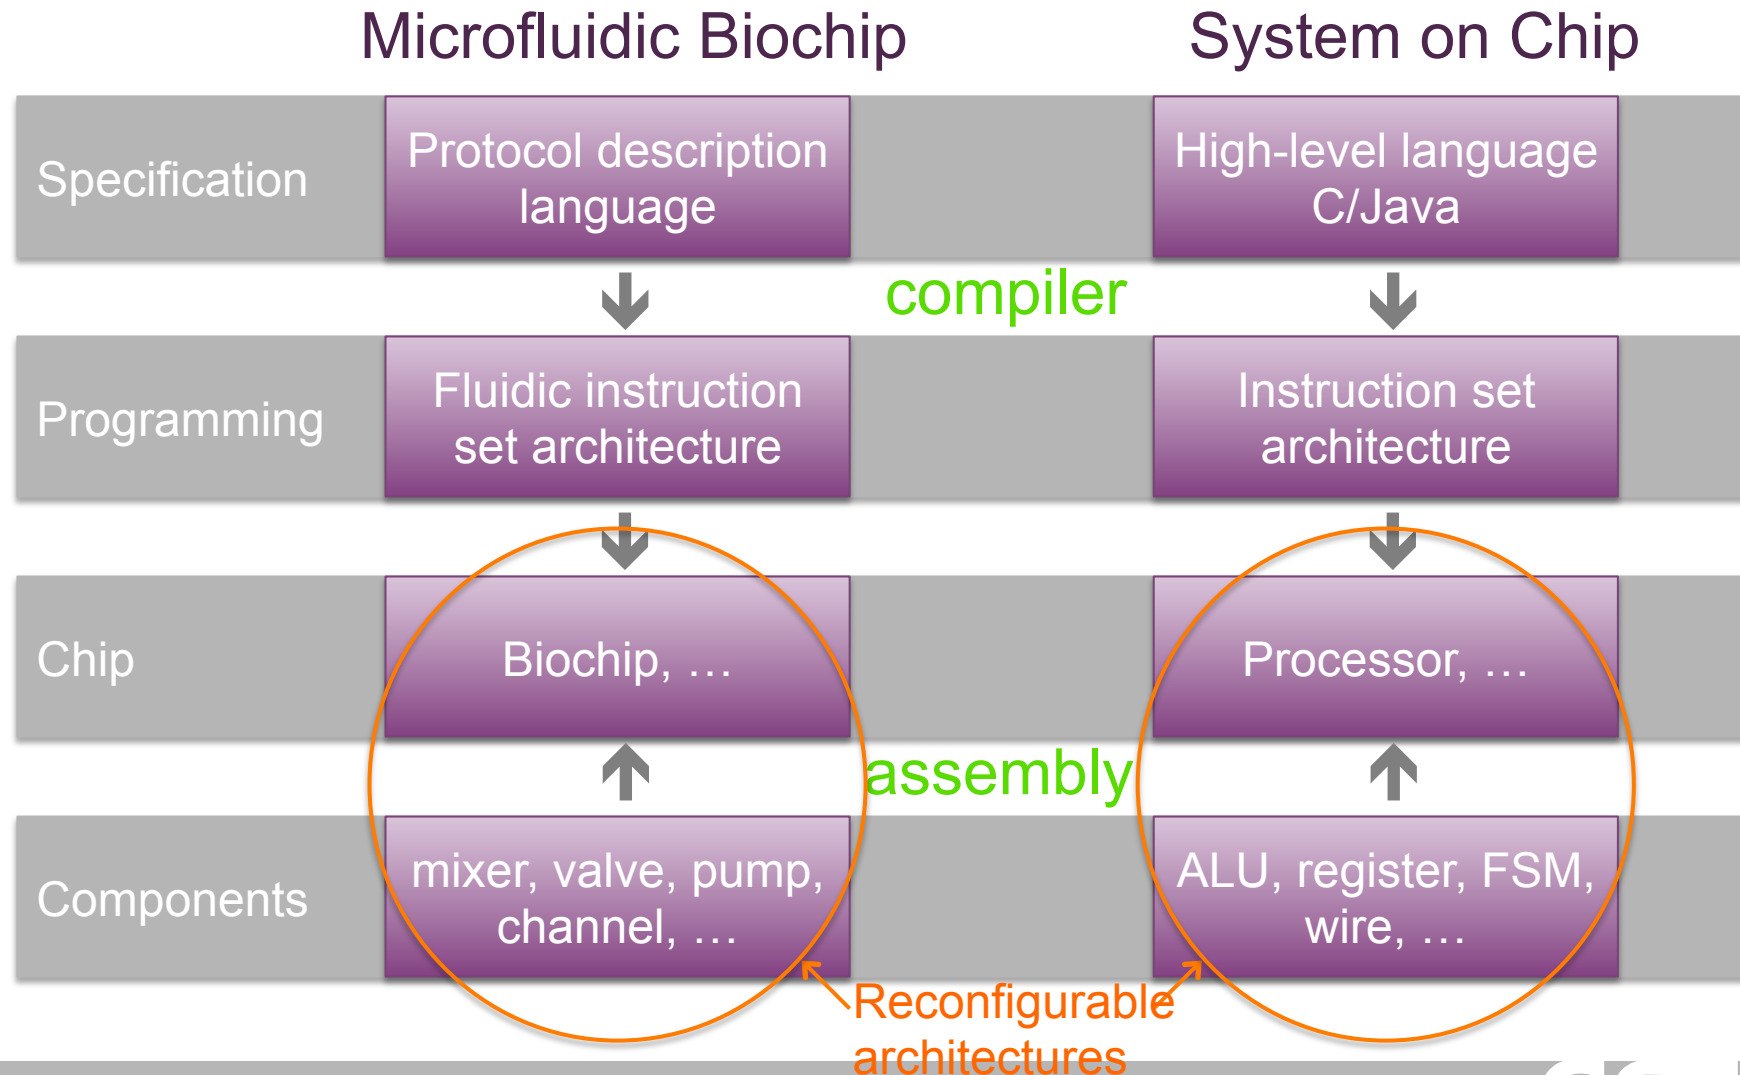 Microfluidic Biochip
System on Chip
Specification
Protocol description
language
High-level language
C/Java
compiler
Programming
Fluidic instruction
set architecture
Instruction set
architecture
Chip
Biochip, …
Processor, …
assembly
Components
mixer, valve, pump,
channel, …
ALU, register, FSM,
wire, …
Reconfigurable
architectures